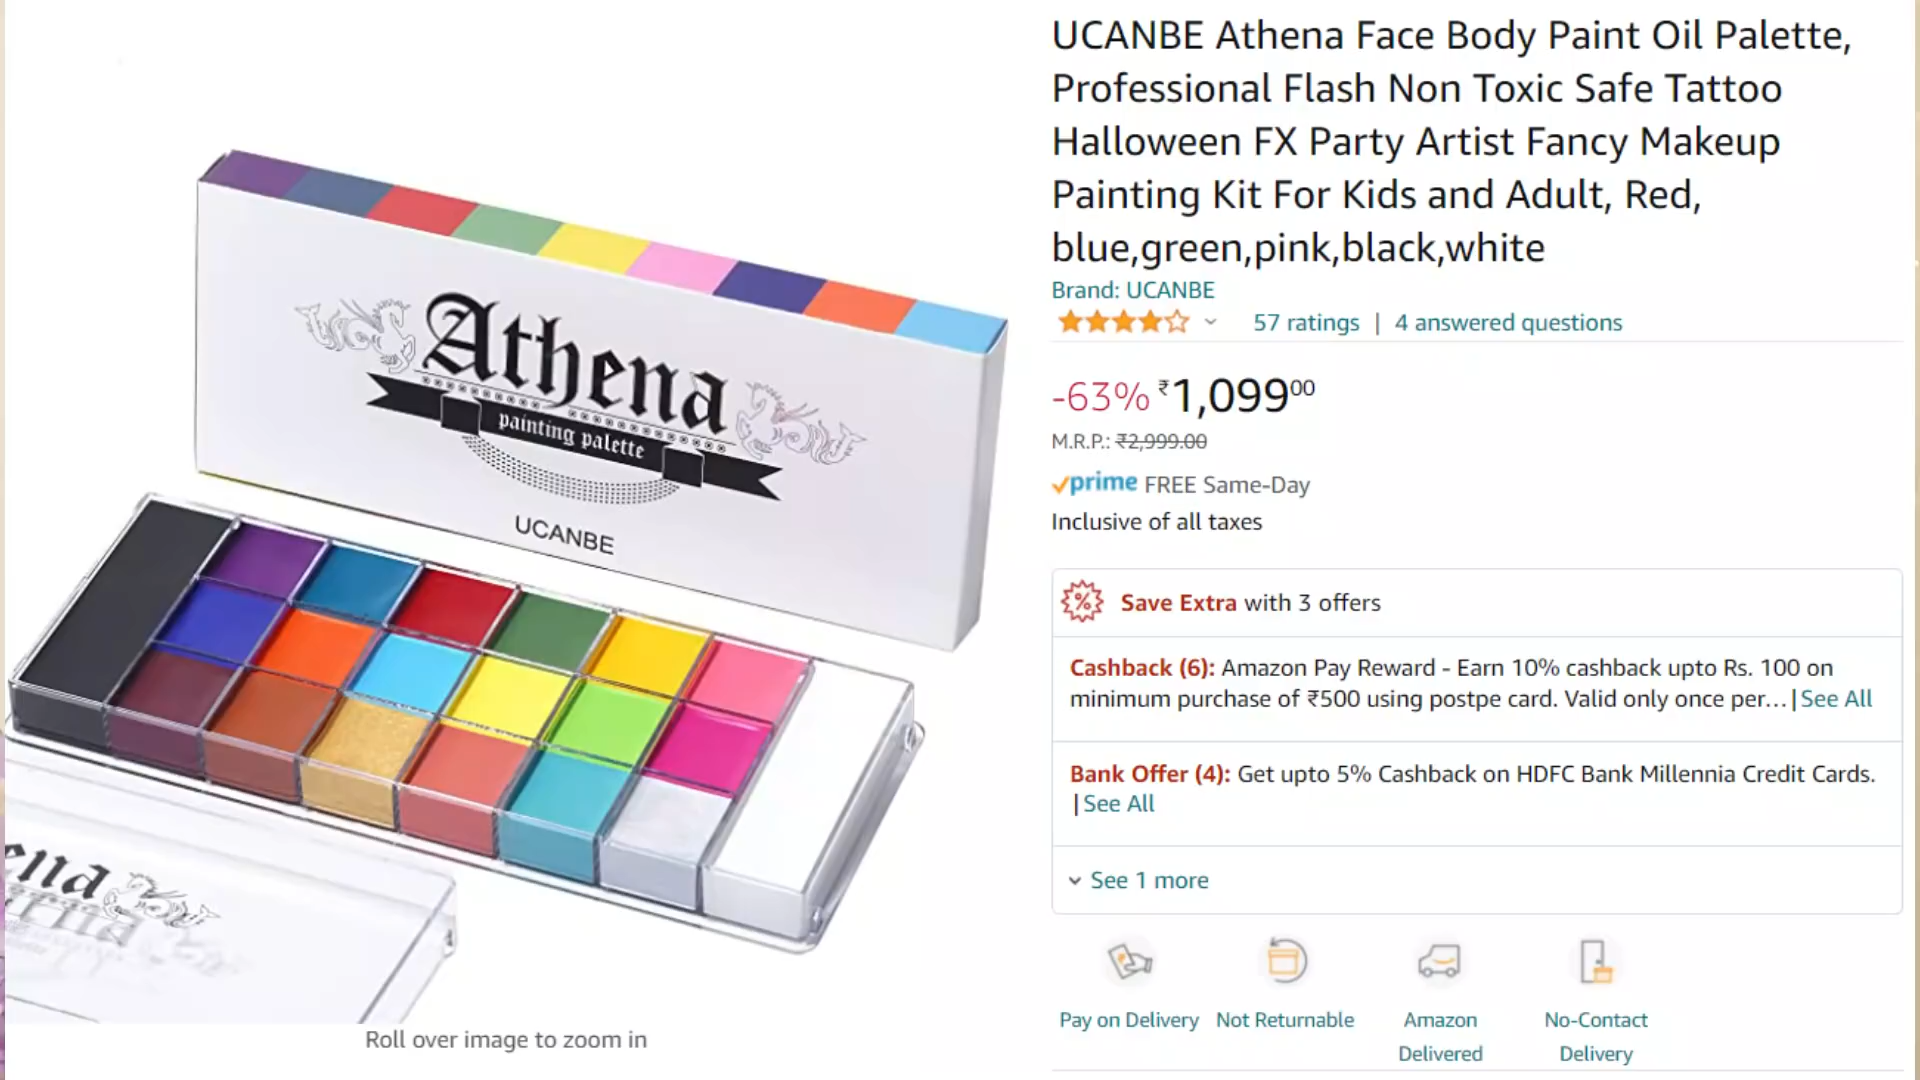 UCANBE Athena Face Body Paint Oil Palette,
Professional Flash Non Toxic Safe Tattoo
Halloween FX Party Artist Fancy Makeup
Painting Kit For Kids and Adult, Red,
blue,green,pink,black,white
Brand: UCANBE
57 ratings | 4 answered questions
-63% ₹1,09900
M.R.P.: ₹2,999.00
prime FREE Same-Day
Inclusive of all taxes
Save Extra with 3 offers
Cashback (6): Amazon Pay Reward - Earn 10% cashback upto Rs. 100 on
minimum purchase of ₹500 using postpe card. Valid only once per... | See All
Bank Offer (4): Get upto 5% Cashback on HDFC Bank Millennia Credit Cards.
| See All
See 1 more
Pay on Delivery
Not Returnable
Amazon
Delivered
No-Contact
Delivery
Athena
painting palette
UCANBE
ena
Roll over image to zoom in